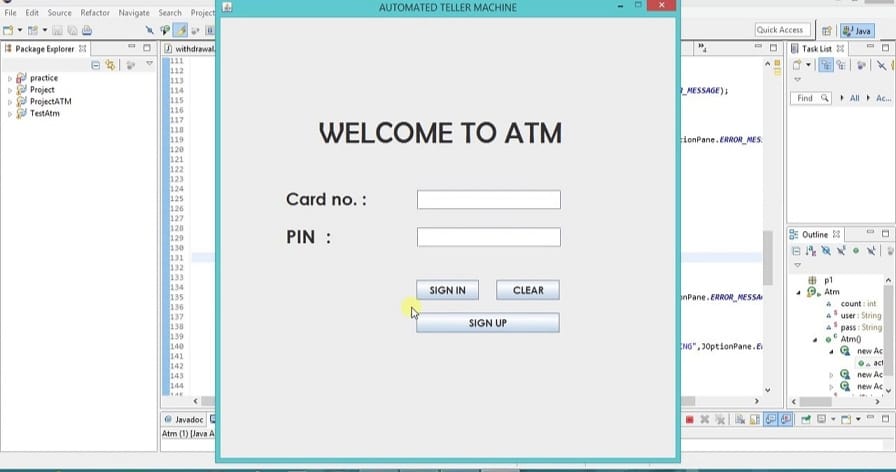 AUTOMATED TELLER MACHINE
File Edit Source Refactor Navigate Search Project
Quick Access
Java
Package Explorer
practice
Project
ProjectATM
TestAtm
withdrawal.
111
112
113
114
115
116
117
118
119
120
121
122
123
124
125
126
127
128
129
130
131
132
133
134
135
136
137
138
139
140
141
142
143
144
WELCOME TO ATM
Card no. :
PIN :
SIGN IN
CLEAR
SIGN UP
_MESSAGE);
ionPane.ERROR_MES
nPane.ERROR_MESSA
NG",JOptionPane.E
Task List
Find
All
Ac...
Outline
p1
Atm
count : int
user : String
pass : String
Atm()
new Ac
act
new Ac
new Ac
Javadoc
Atm (1) [Java A